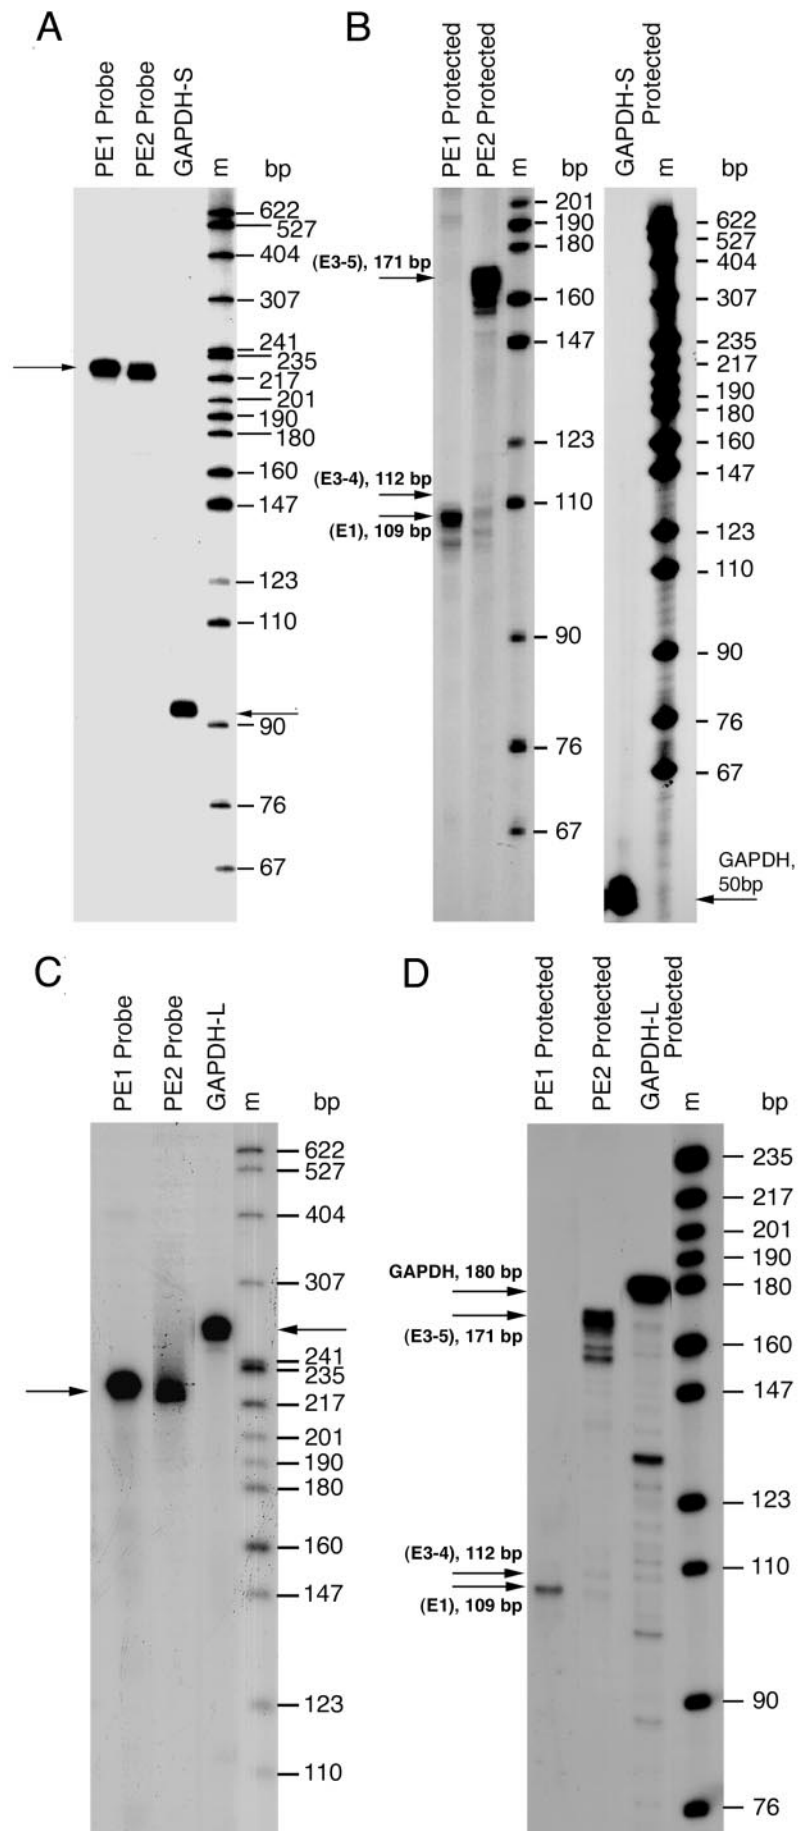 A
PE1 Probe
PE2 Probe
GAPDH-S
m
bp
622
527
404
307
241
235
217
201
190
180
160
147
123
110
90
76
67
B
PE1 Protected
PE2 Protected
m
bp
201
190
180
160
147
123
110
90
76
67
(E3-5), 171 bp
(E3-4), 112 bp
(E1), 109 bp
GAPDH-S
Protected
m
bp
622
527
404
307
235
217
190
180
160
147
123
110
90
76
67
GAPDH,
50bp
C
PE1 Probe
PE2 Probe
GAPDH-L
m
bp
622
527
404
307
241
235
217
201
190
180
160
147
123
110
D
PE1 Protected
PE2 Protected
GAPDH-L
Protected
m
bp
235
217
201
190
180
160
147
123
110
90
76
GAPDH, 180 bp
(E3-5), 171 bp
(E3-4), 112 bp
(E1), 109 bp